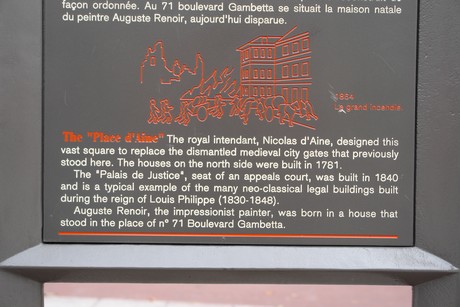 façon ordonnée. Au 71 boulevard Gambetta se situait la maison natale
du peintre Auguste Renoir, aujourd'hui disparue.
1864
Le grand incendie.
The "Place d'Aine" The royal intendant, Nicolas d'Aine, designed this
vast square to replace the dismantled medieval city gates that previously
stood here. The houses on the north side were built in 1781.
The "Palais de Justice", seat of an appeals court, was built in 1840
and is a typical example of the many neo-classical legal buildings built
during the reign of Louis Philippe (1830-1848).
Auguste Renoir, the impressionist painter, was born in a house that
stood in the place of n° 71 Boulevard Gambetta.